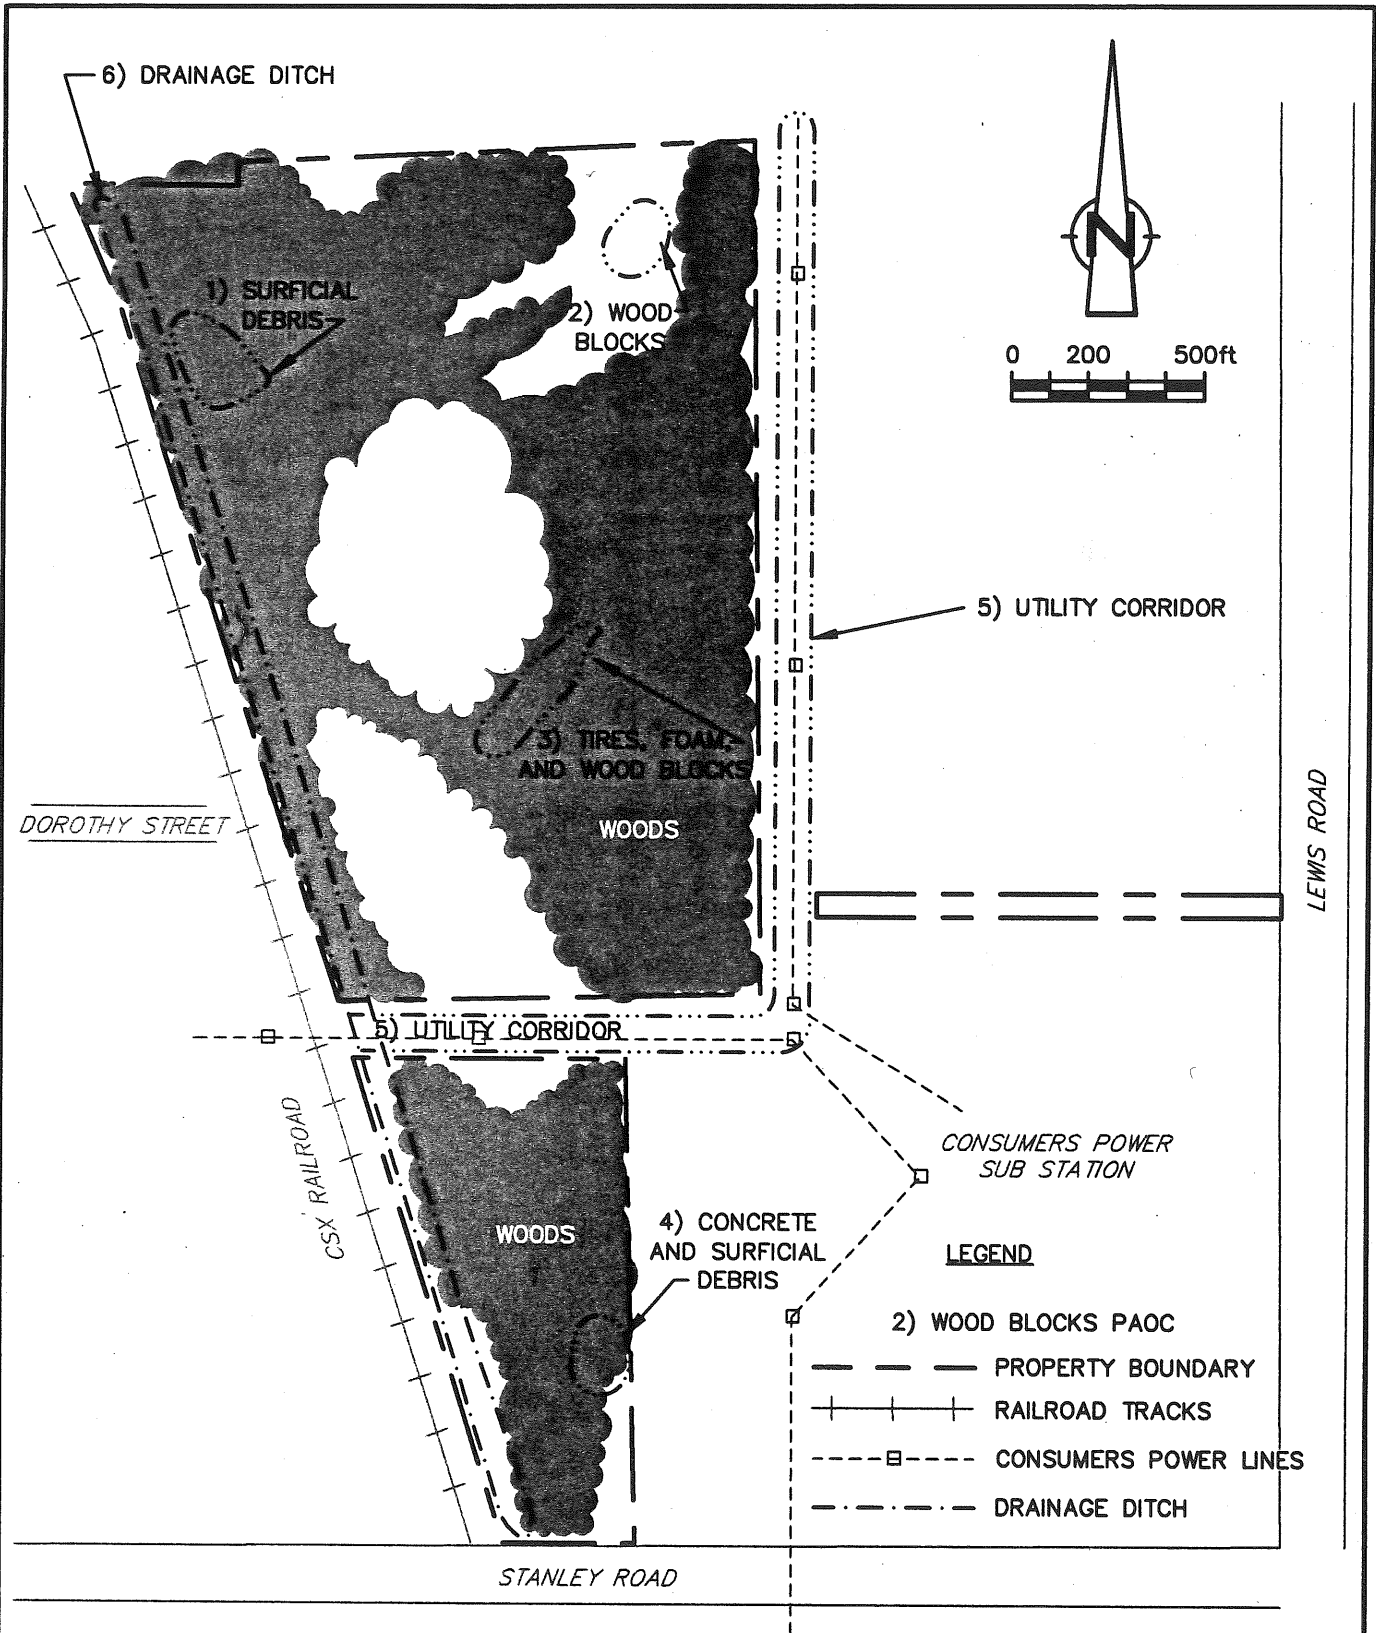 6) DRAINAGE DITCH
1) SURFICIAL
DEBRIS
2) WOOD
BLOCKS
N
0 200 500ft
5) UTILITY CORRIDOR
3) TIRES, FOAM,
AND WOOD BLOCKS
WOODS
DOROTHY STREET
LEWIS ROAD
5) UTILITY CORRIDOR
CSX RAILROAD
CONSUMERS POWER
SUB STATION
WOODS
4) CONCRETE
AND SURFICIAL
DEBRIS
LEGEND
2) WOOD BLOCKS PAOC
PROPERTY BOUNDARY
RAILROAD TRACKS
CONSUMERS POWER LINES
DRAINAGE DITCH
STANLEY ROAD